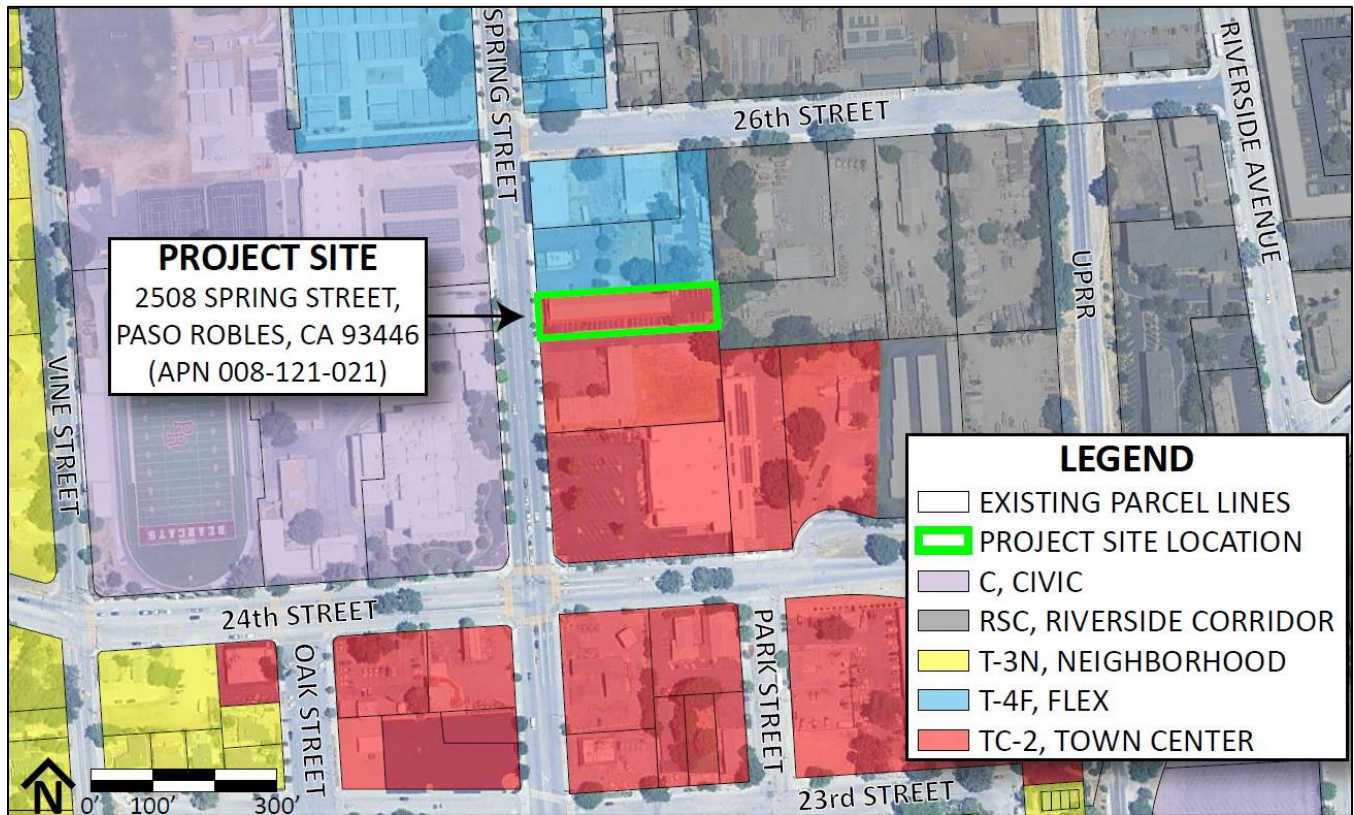 SPRING STREET
RIVERSIDE AVENUE
26th STREET
PROJECT SITE
2508 SPRING STREET,
PASO ROBLES, CA 93446
(APN 008-121-021)
UPRR
VINE STREET
PR
BEARCATS
LEGEND
EXISTING PARCEL LINES
PROJECT SITE LOCATION
C, CIVIC
RSC, RIVERSIDE CORRIDOR
T-3N, NEIGHBORHOOD
T-4F, FLEX
TC-2, TOWN CENTER
24th STREET
OAK STREET
PARK STREET
23rd STREET
N
0' 100' 300'